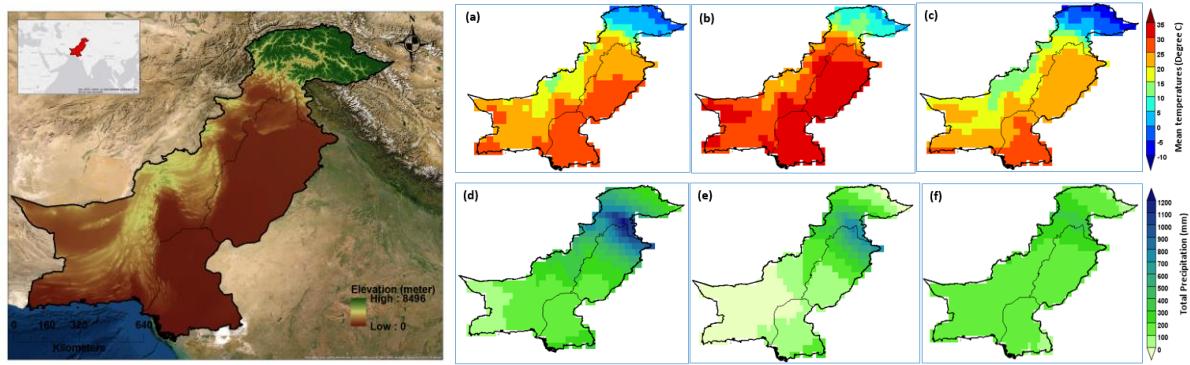 N
Elevation (meter)
High : 8496
Low : 0
0 160 320 640
Kilometers
(a)
(b)
(c)
35
30
25
20
15
10
5
0
-5
-10
Mean temperatures (Degree C)
(d)
(e)
(f)
1200
1100
1000
900
800
700
600
500
400
300
200
100
0
Total Precipitation (mm)